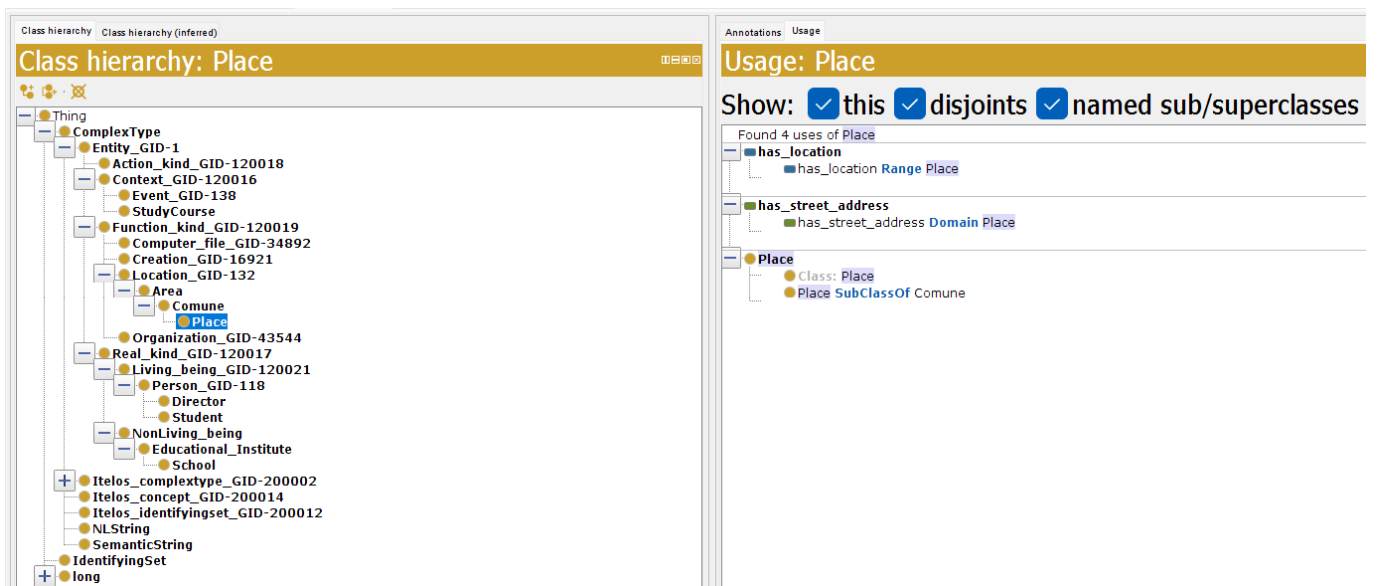 Class hierarchy Class hierarchy (inferred)
Class hierarchy: Place
Thing
ComplexType
Entity_GID-1
Action_kind_GID-120018
Context_GID-120016
Event_GID-138
StudyCourse
Function_kind_GID-120019
Computer_file_GID-34892
Creation_GID-16921
Location_GID-132
Area
Comune
Place
Organization_GID-43544
Real_kind_GID-120017
Living_being_GID-120021
Person_GID-118
Director
Student
NonLiving_being
Educational_Institute
School
Itelos_complextype_GID-200002
Itelos_concept_GID-200014
Itelos_identifyingset_GID-200012
NLString
SemanticString
IdentifyingSet
long
Annotations Usage
Usage: Place
Show: this disjoints named sub/superclasses
Found 4 uses of Place
has_location
has_location Range Place
has_street_address
has_street_address Domain Place
Place
Class: Place
Place SubClassOf Comune